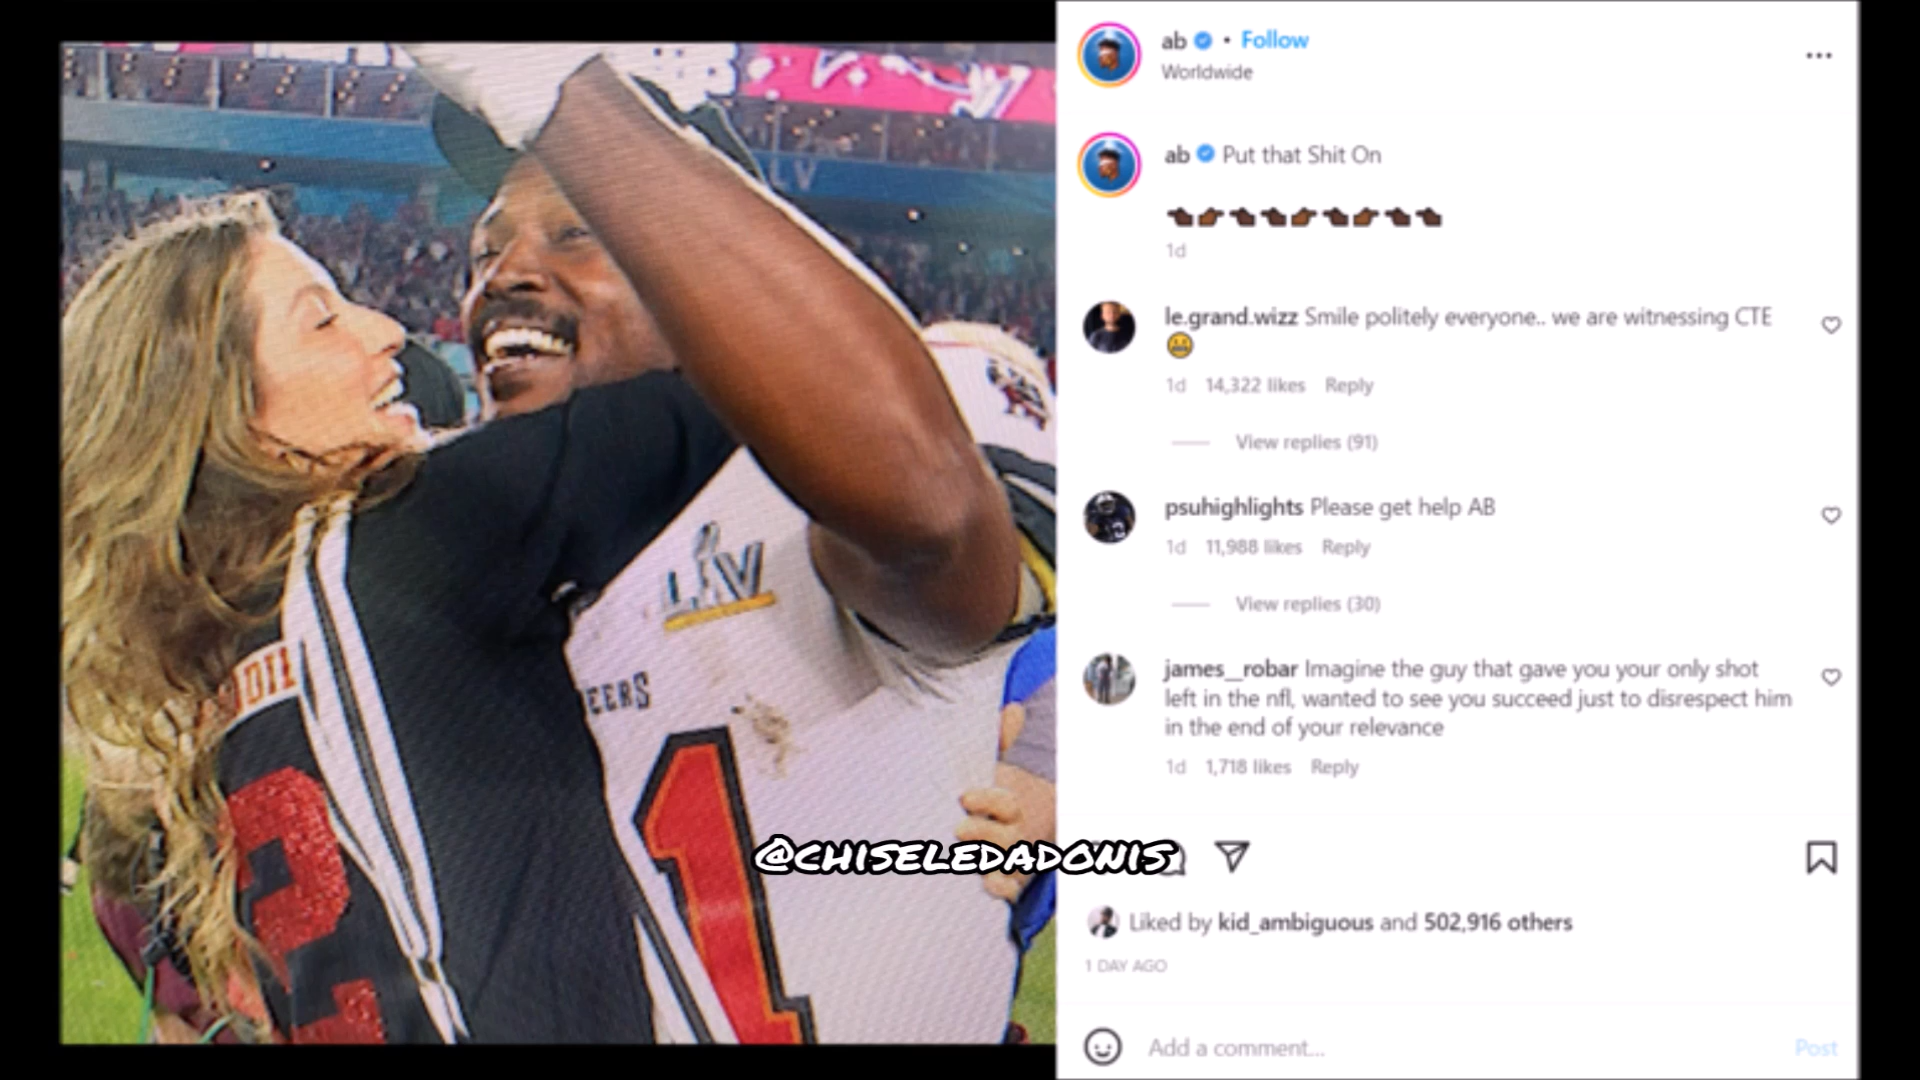 LV
LIV
EERS
1
ab • Follow
Worldwide
ab Put that Shit On
1d
le.grand.wizz Smile politely everyone.. we are witnessing CTE
1d 14,322 likes Reply
View replies (91)
psuhighlights Please get help AB
1d 11,988 likes Reply
View replies (30)
james__robar Imagine the guy that gave you your only shot
left in the nfl, wanted to see you succeed just to disrespect him
in the end of your relevance
1d 1,718 likes Reply
@CHISELEDADONIS
Liked by kid_ambiguous and 502,916 others
1 DAY AGO
Add a comment...
Post